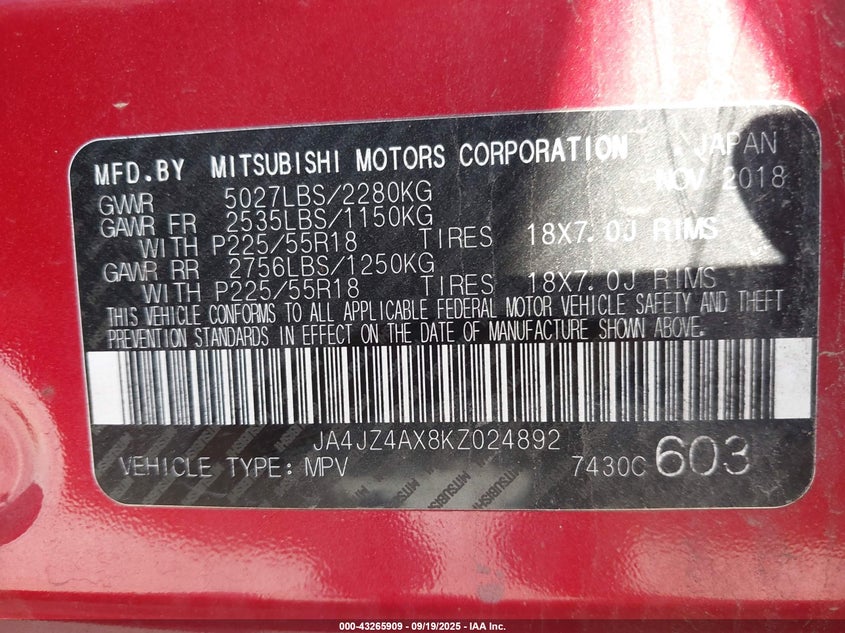 MFD.BY MITSUBISHI MOTORS CORPORATION JAPAN
NOV 2018
GWWR 5027LBS/2280KG
GAWR FR 2535LBS/1150KG
WITH P225/55R18 TIRES 18X7.0J RIMS
GAWR RR 2756LBS/1250KG
WITH P225/55R18 TIRES 18X7.0J RIMS
THIS VEHICLE CONFORMS TO ALL APPLICABLE FEDERAL MOTOR VEHICLE SAFETY AND THEFT
PREVENTION STANDARDS IN EFFECT ON THE DATE OF MANUFACTURE SHOWN ABOVE.
JA4JZ4AX8KZ024892
VEHICLE TYPE: MPV 7430C 603
000-43265909 - 09/19/2025 - IAA Inc.